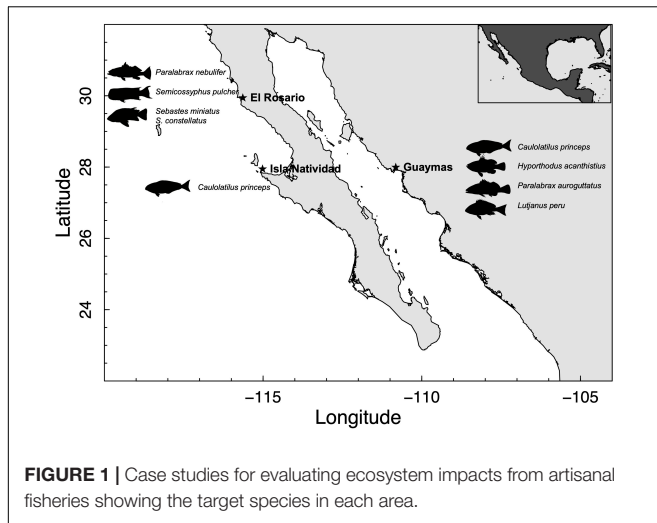 Paralabrax nebulifer
Semicossyphus pulcher
Sebastes miniatus
S. constellatus
El Rosario
Isla Natividad
Caulolatilus princeps
Guaymas
Caulolatilus princeps
Hyporthodus acanthistius
Paralabrax auroguttatus
Lutjanus peru
Latitude
30
28
26
24
−115
−110
−105
Longitude
FIGURE 1 | Case studies for evaluating ecosystem impacts from artisanal
fisheries showing the target species in each area.